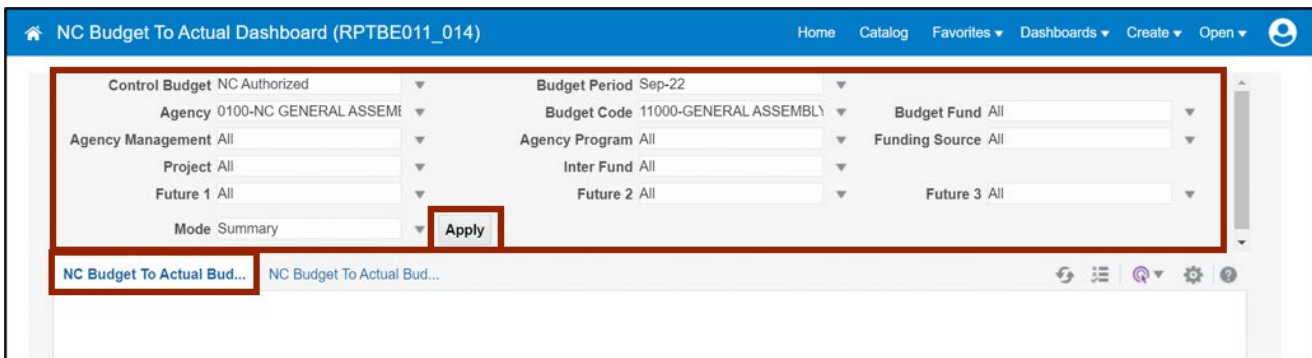 NC Budget To Actual Dashboard (RPTBE011_014) Home Catalog Favorites Dashboards Create Open
Control Budget NC Authorized Budget Period Sep-22
Agency 0100-NC GENERAL ASSEME Budget Code 11000-GENERAL ASSEMBLY Budget Fund All
Agency Management All Agency Program All Funding Source All
Project All Inter Fund All
Future 1 All Future 2 All Future 3 All
Mode Summary Apply
NC Budget To Actual Bud... NC Budget To Actual Bud...